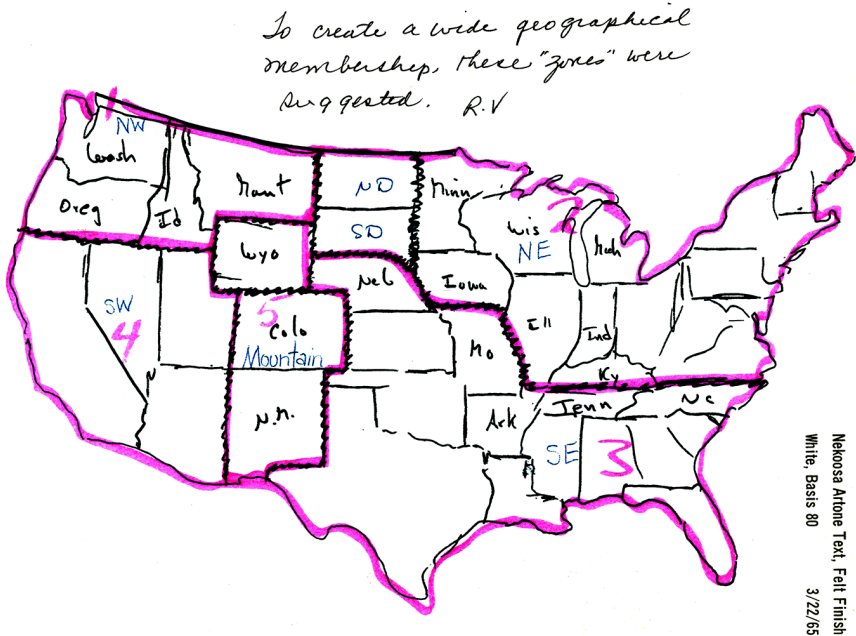 To create a wide geographical
membership, these "zones" were
suggested. R.V
1
NW
Wash
Oreg
Id
Mont
ND
SD
Minn
2
Wis
NE
Mich
Wyo
Neb
Iowa
SW
4
5
Colo
Mountain
Ill
Ind
Ky
Mo
N.M.
Ark
Tenn
NC
SE
3
Nekoosa Artone Text, Felt Finish
White, Basis 80 3/22/65